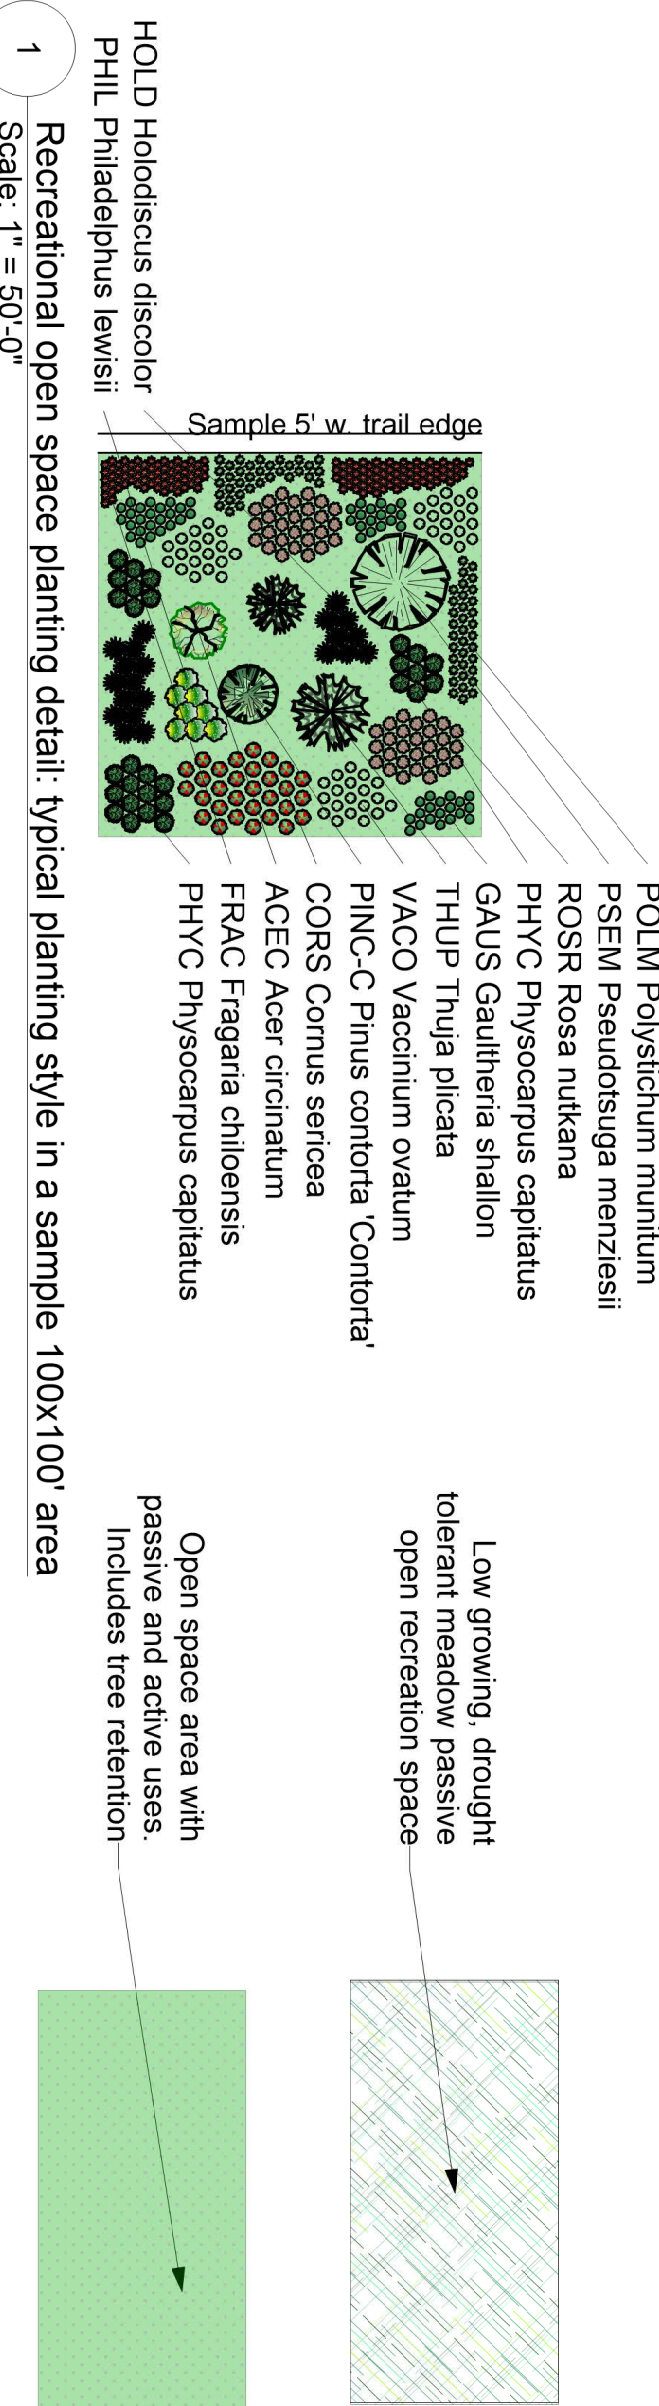 HOLD Holodiscus discolor
PHIL Philadelphus lewisii
Sample 5' w. trail edge
POLM Polystichum munitum
PSEM Pseudotsuga menziesii
ROSR Rosa nutkana
PHYC Physocarpus capitatus
GAUS Gaultheria shallon
THUP Thuja plicata
VACO Vaccinium ovatum
PINC-C Pinus contorta 'Contorta'
CORS Cornus sericea
ACEC Acer circinatum
FRAC Fragaria chiloensis
PHYC Physocarpus capitatus
Low growing, drought
tolerant meadow passive
open recreation space
Open space area with
passive and active uses.
Includes tree retention
1
Recreational open space planting detail: typical planting style in a sample 100x100' area
Scale: 1" = 50'-0"